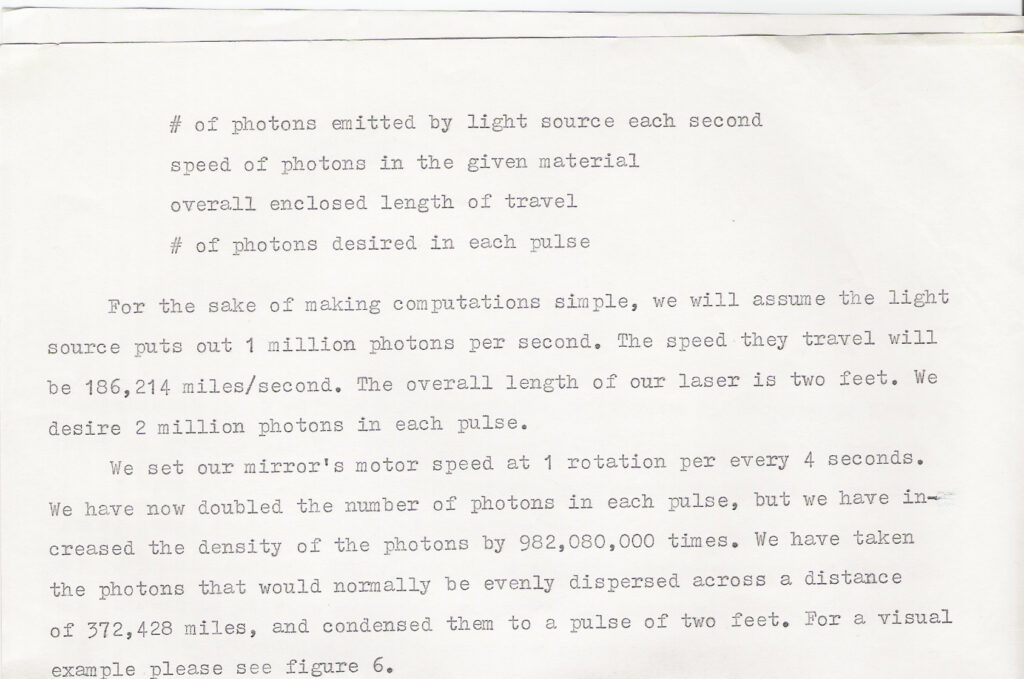 # of photons emitted by light source each second
speed of photons in the given material
overall enclosed length of travel
# of photons desired in each pulse
For the sake of making computations simple, we will assume the light
source puts out 1 million photons per second. The speed they travel will
be 186,214 miles/second. The overall length of our laser is two feet. We
desire 2 million photons in each pulse.
We set our mirror's motor speed at 1 rotation per every 4 seconds.
We have now doubled the number of photons in each pulse, but we have in-
creased the density of the photons by 982,080,000 times. We have taken
the photons that would normally be evenly dispersed across a distance
of 372,428 miles, and condensed them to a pulse of two feet. For a visual
example please see figure 6.